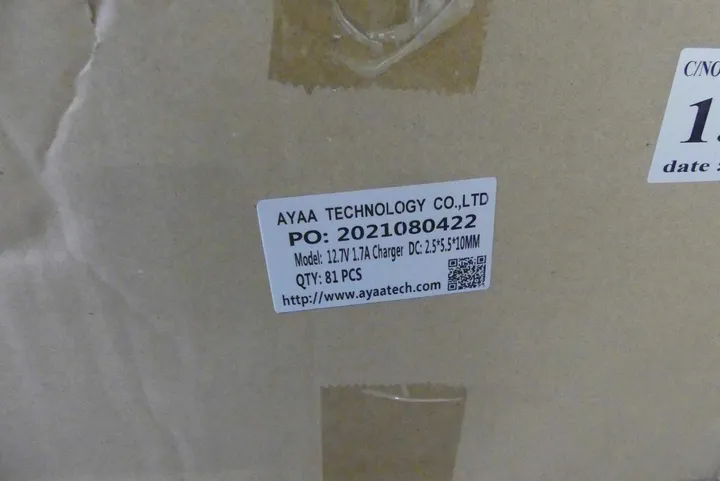 AYAA TECHNOLOGY CO.,LTD
PO: 2021080422
Model: 12.7V 1.7A Charger DC: 2.5*5.5*10MM
QTY: 81 PCS
http://www.ayaatech.com
C/NO
1
date :